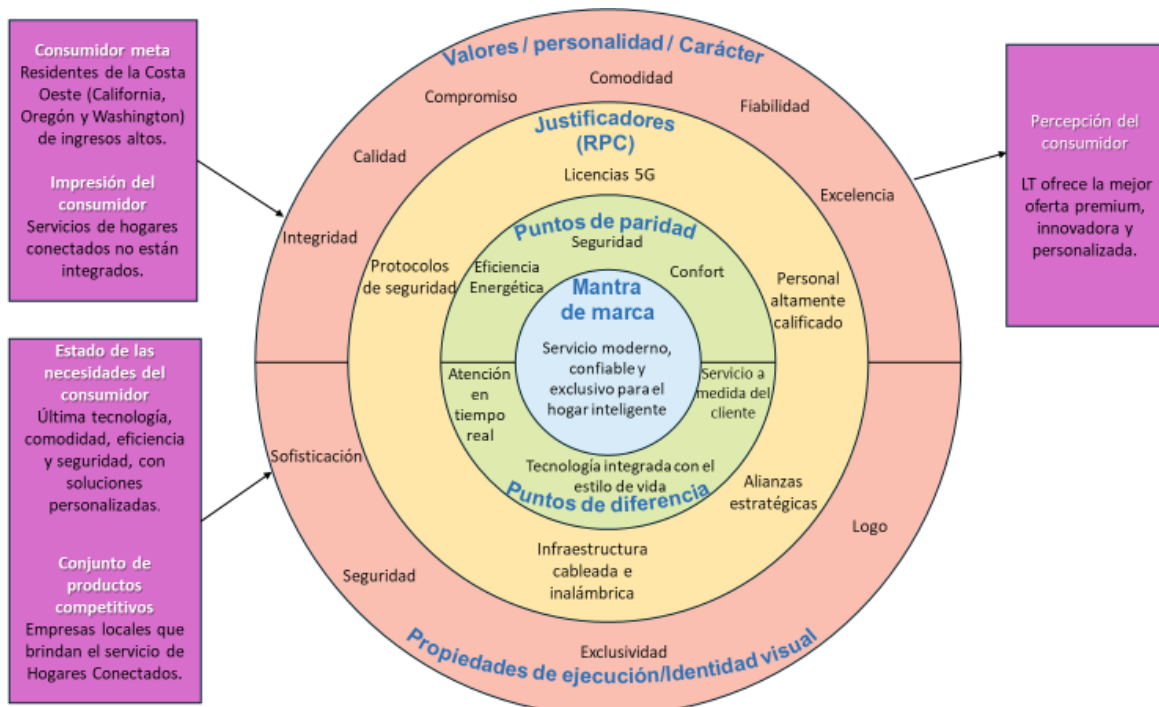 Consumidor meta
Residentes de la Costa
Oeste (California,
Oregón y Washington)
de ingresos altos.
Impresión del
consumidor
Servicios de hogares
conectados no están
integrados.
Estado de las
necesidades del
consumidor
Última tecnología,
comodidad, eficiencia
y seguridad, con
soluciones
personalizadas.
Conjunto de
productos
competitivos
Empresas locales que
brindan el servicio de
Hogares Conectados.
Valores / personalidad / Carácter
Comodidad
Compromiso
Fiabilidad
Calidad
Excelencia
Integridad
Justificadores
(RPC)
Licencias 5G
Protocolos
de seguridad
Personal
altamente
calificado
Puntos de paridad
Seguridad
Eficiencia
Energética
Confort
Mantra
de marca
Servicio moderno,
confiable y
exclusivo para el
hogar inteligente
Atención
en
tiempo
real
Servicio a
medida del
cliente
Tecnología integrada con el
estilo de vida
Puntos de diferencia
Alianzas
estratégicas
Infraestructura
cableada e
inalámbrica
Sofisticación
Logo
Seguridad
Exclusividad
Propiedades de ejecución/Identidad visual
Percepción del
consumidor
LT ofrece la mejor
oferta premium,
innovadora y
personalizada.